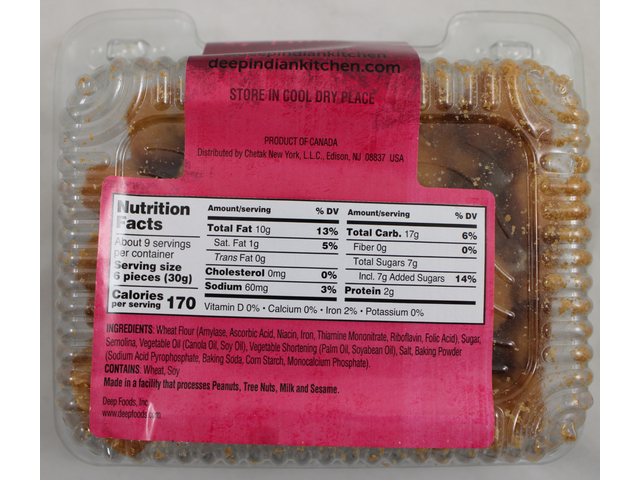 deepindiankitchen
deepindiankitchen.com
STORE IN COOL DRY PLACE
PRODUCT OF CANADA
Distributed by Chetak New York, L.L.C., Edison, NJ 08837 USA
Nutrition
Facts
About 9 servings
per container
Serving size
6 pieces (30g)
Calories
per serving 170
Amount/serving % DV
Total Fat 10g 13%
Sat. Fat 1g 5%
Trans Fat 0g
Cholesterol 0mg 0%
Sodium 60mg 3%
Amount/serving % DV
Total Carb. 17g 6%
Fiber 0g 0%
Total Sugars 7g
Incl. 7g Added Sugars 14%
Protein 2g
Vitamin D 0% • Calcium 0% • Iron 2% • Potassium 0%
INGREDIENTS: Wheat Flour (Amylase, Ascorbic Acid, Niacin, Iron, Thiamine Mononitrate, Riboflavin, Folic Acid), Sugar,
Semolina, Vegetable Oil (Canola Oil, Soy Oil), Vegetable Shortening (Palm Oil, Soyabean Oil), Salt, Baking Powder
(Sodium Acid Pyrophosphate, Baking Soda, Corn Starch, Monocalcium Phosphate).
CONTAINS: Wheat, Soy
Made in a facility that processes Peanuts, Tree Nuts, Milk and Sesame.
Deep Foods, Inc.
www.deepfoods.com